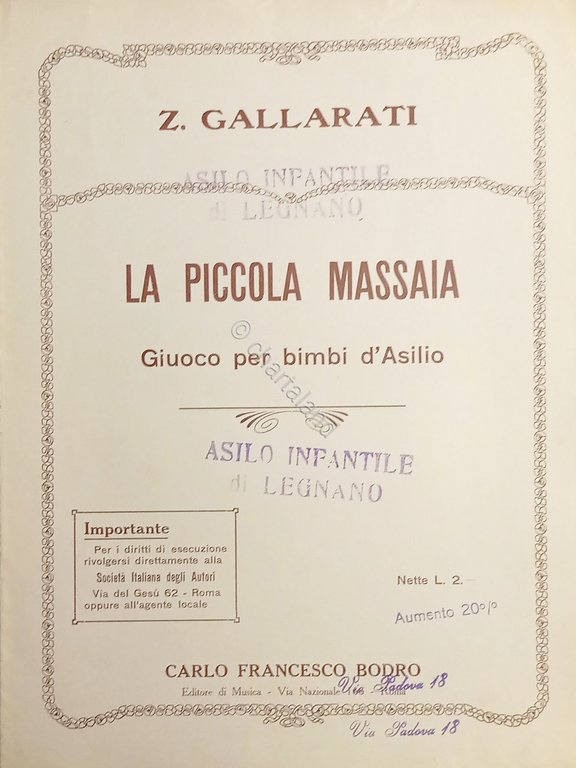 Z. GALLARATI
ASILO INFANTILE
di LEGNANO
LA PICCOLA MASSAIA
Giuoco per bimbi d'Asilio
© chartaland
ASILO INFANTILE
di LEGNANO
Importante
Per i diritti di esecuzione
rivolgersi direttamente alla
Società Italiana degli Autori
Via del Gesù 62 - Roma
oppure all'agente locale
Nette L. 2.—
Aumento 20%
CARLO FRANCESCO BODRO
Editore di Musica - Via Nazionale - Roma
Via Padova 18
Via Padova 18